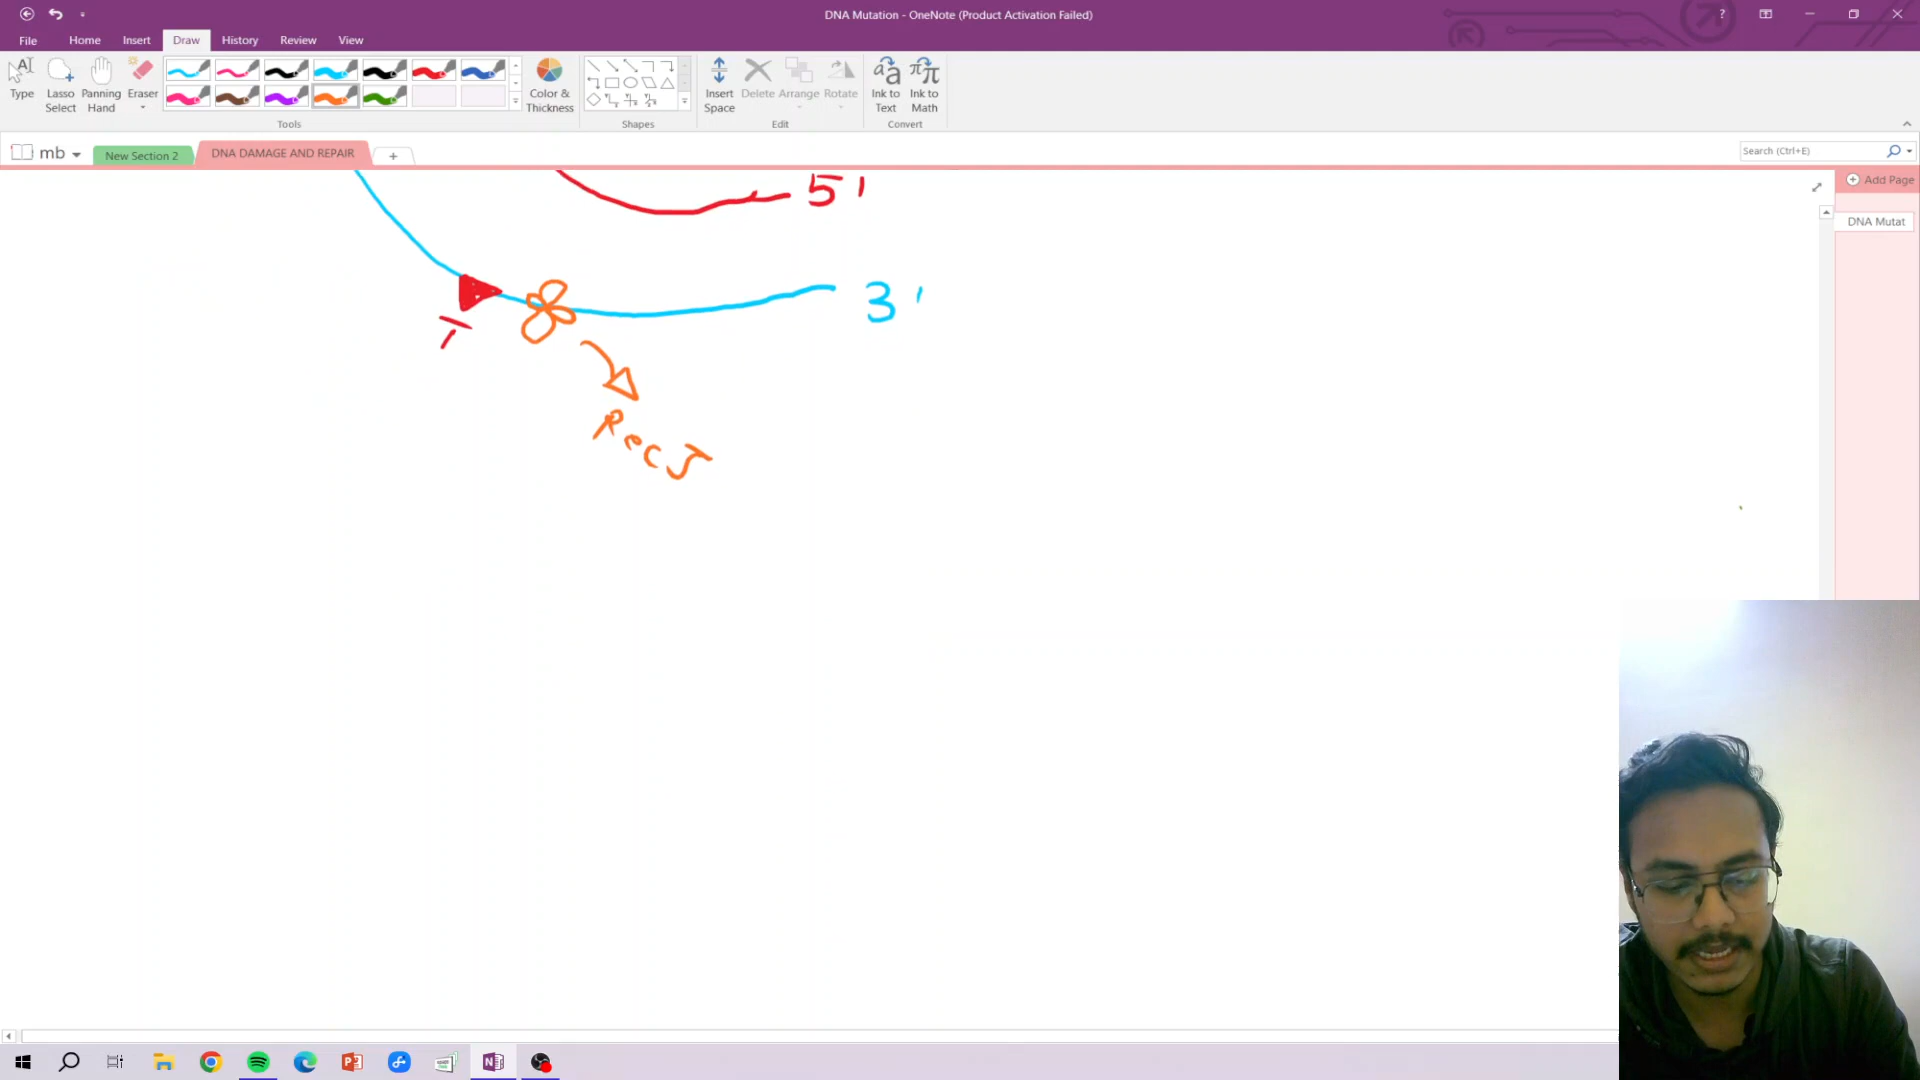 DNA Mutation - OneNote (Product Activation Failed)
?
File Home Insert Draw History Review View
Type
Lasso Select
Panning Hand
Eraser
Color & Thickness
Insert Space
Delete
Arrange
Rotate
Ink to Text
Ink to Math
Tools
Shapes
Edit
Convert
mb
New Section 2
DNA DAMAGE AND REPAIR
Search (Ctrl+E)
Add Page
DNA Mutat
5'
3'
T
RecJ